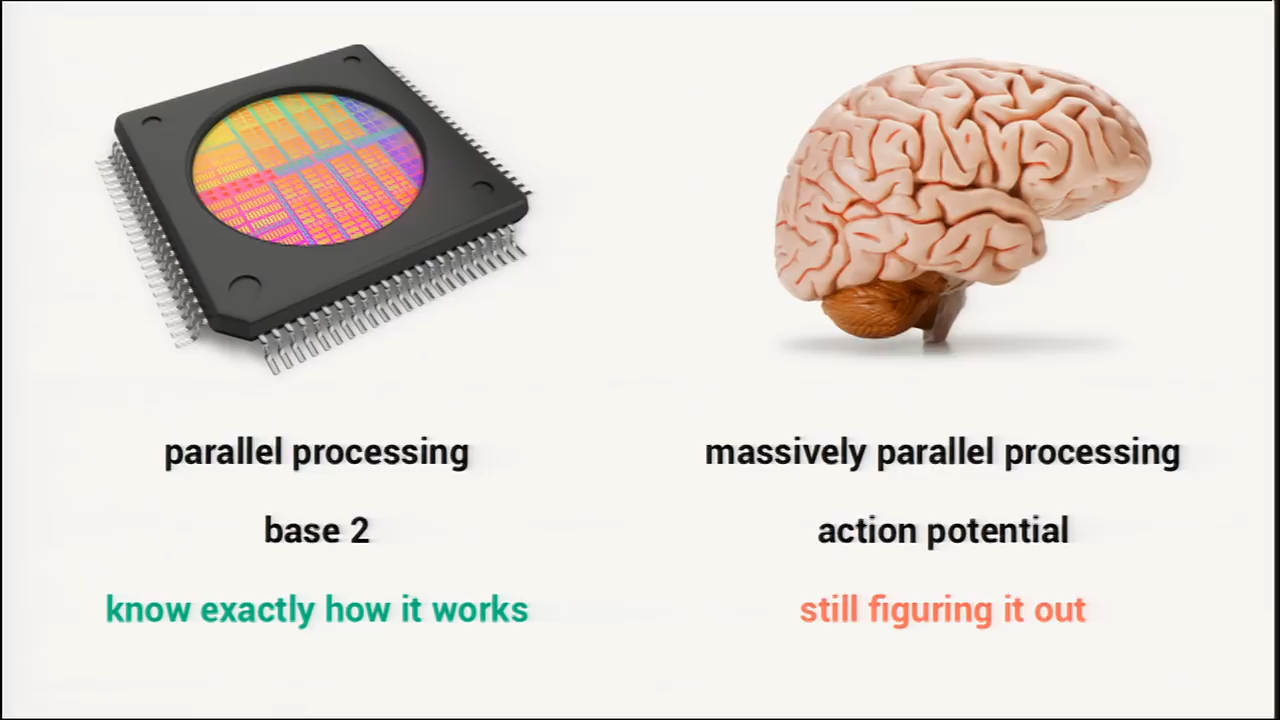 parallel processing
massively parallel processing
base 2
action potential
know exactly how it works
still figuring it out